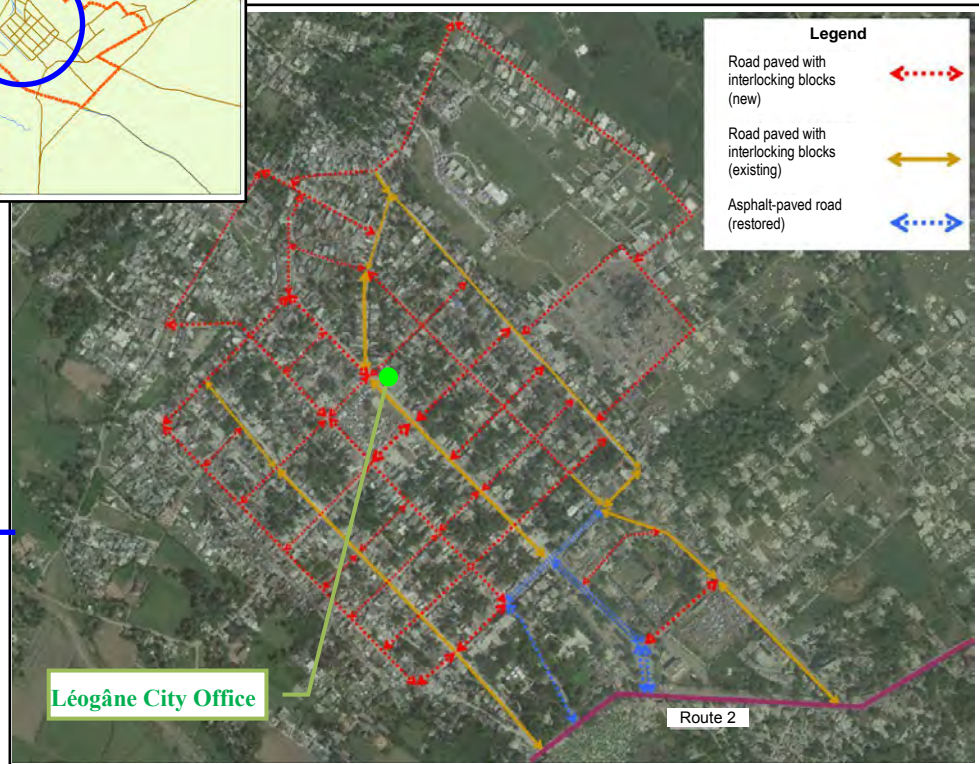 Legend
Road paved with
interlocking blocks
(new)
Road paved with
interlocking blocks
(existing)
Asphalt-paved road
(restored)
Léogâne City Office
Route 2